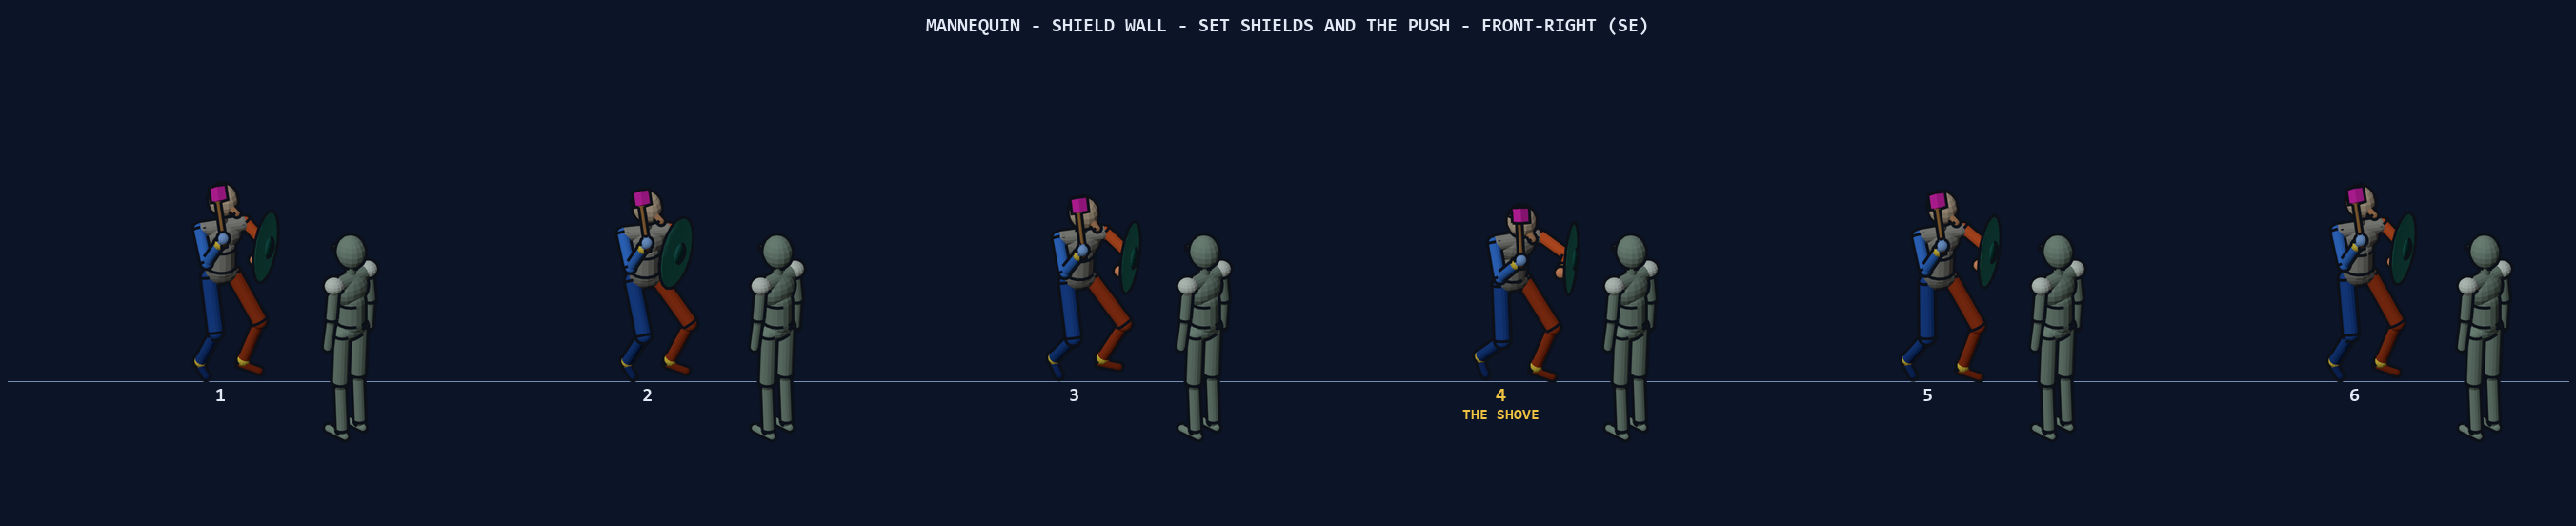 MANNEQUIN - SHIELD WALL - SET SHIELDS AND THE PUSH - FRONT-RIGHT (SE)
1 2 3 4 5 6
THE SHOVE